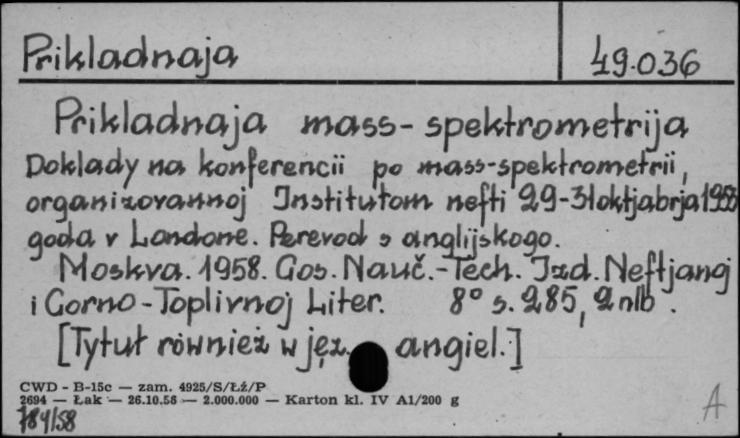 Prikladnaja
49.036
Prikladnaja mass-spektrometrija
Doklady na konferencii po mass-spektrometrii,
organizovannoj Institutom nefti 29-31 oktjabrja
goda v Londone. Perevod s anglijskogo.
Moskva. 1958. Gos. Nauč.-Tech. Izd. Neftjanoj
i Gorno-Toplivnoj Liter. 8° s. 285, 2 nlb.
[Tytuł również w jęz. angiel.]
CWD - B-15c — zam. 4925/S/Łż/P
2694 — Łak — 26.10.56 — 2.000.000 — Karton kl. IV A1/200 g
784/58
A